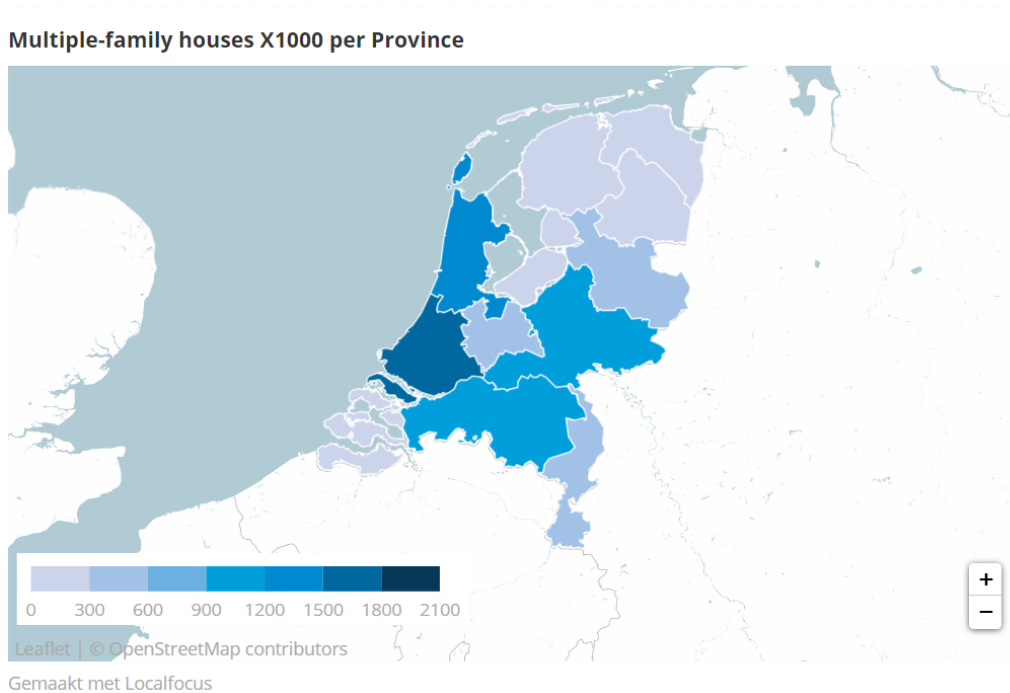 Multiple-family houses X1000 per Province
+
−
0 300 600 900 1200 1500 1800 2100
Leaflet | © OpenStreetMap contributors
Gemaakt met Localfocus